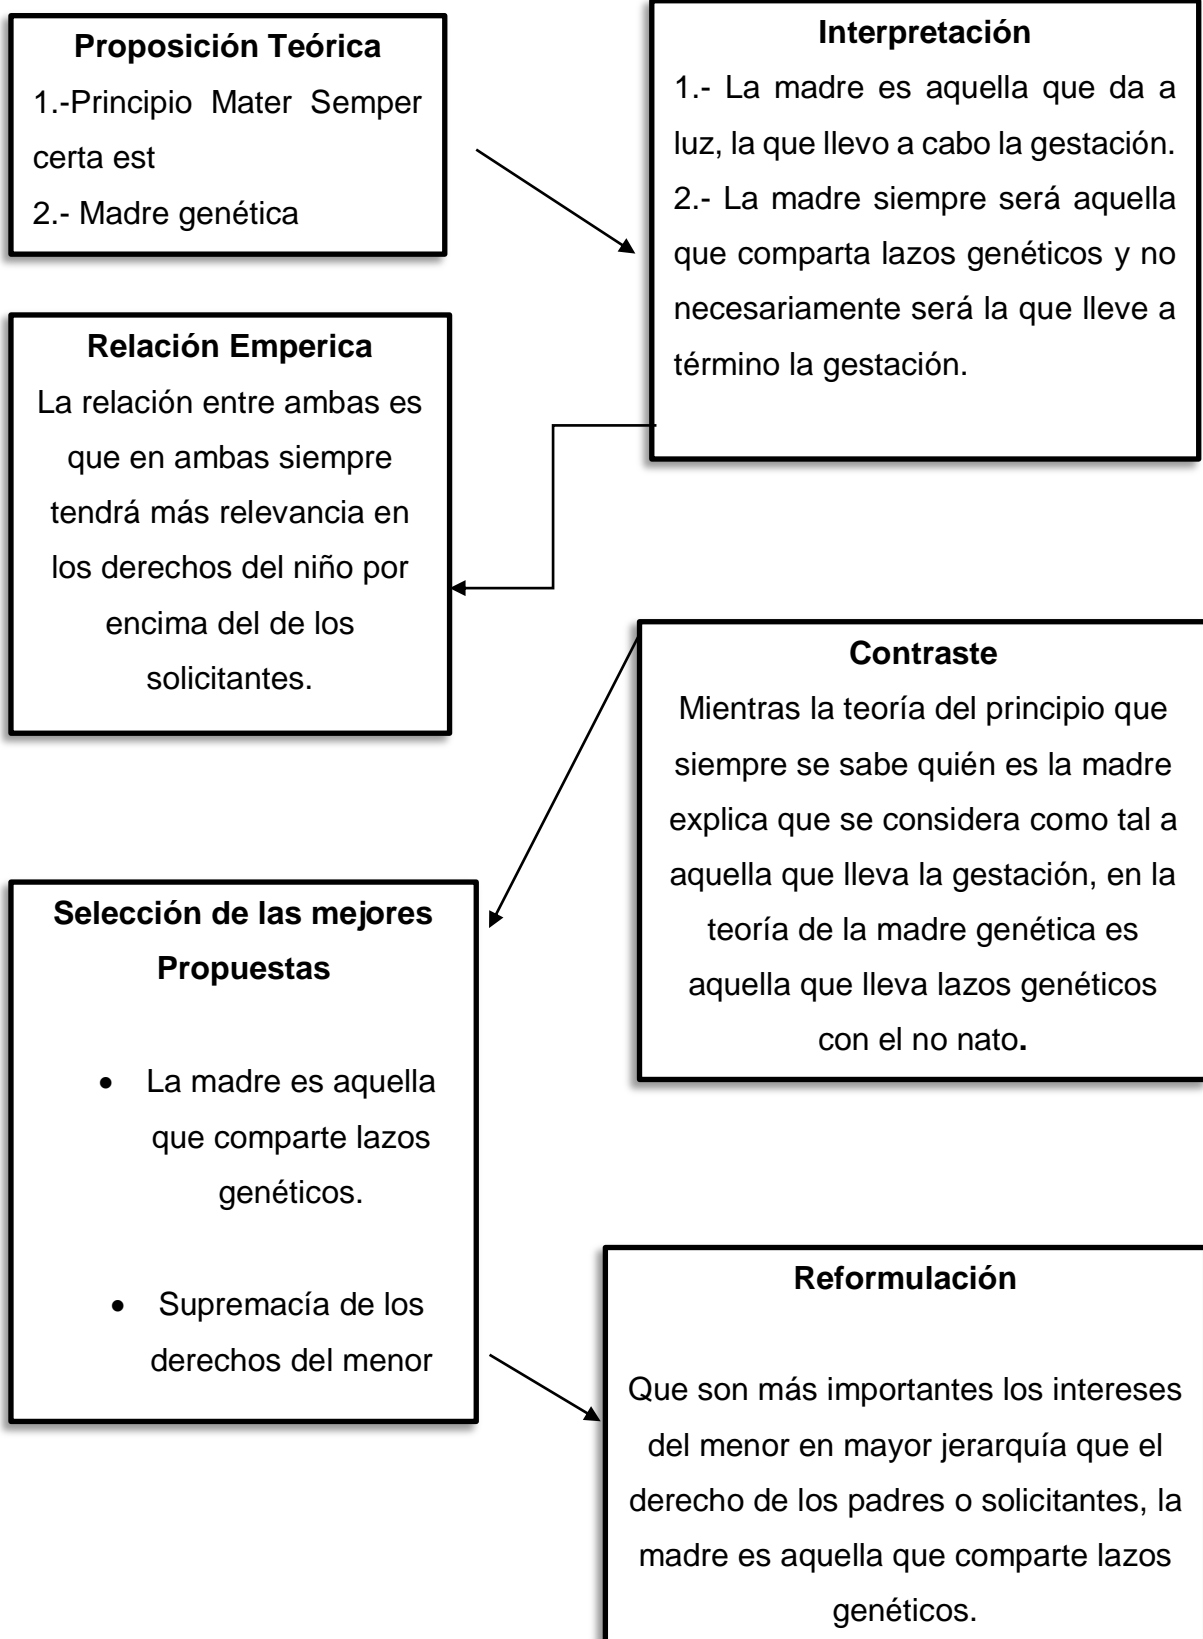 Proposición Teórica
1.-Principio Mater Semper
certa est
2.- Madre genética
Interpretación
1.- La madre es aquella que da a
luz, la que llevo a cabo la gestación.
2.- La madre siempre será aquella
que comparta lazos genéticos y no
necesariamente será la que lleve a
término la gestación.
Relación Emperica
La relación entre ambas es
que en ambas siempre
tendrá más relevancia en
los derechos del niño por
encima del de los
solicitantes.
Contraste
Mientras la teoría del principio que
siempre se sabe quién es la madre
explica que se considera como tal a
aquella que lleva la gestación, en la
teoría de la madre genética es
aquella que lleva lazos genéticos
con el no nato.
Selección de las mejores
Propuestas
• La madre es aquella
que comparte lazos
genéticos.
• Supremacía de los
derechos del menor
Reformulación
Que son más importantes los intereses
del menor en mayor jerarquía que el
derecho de los padres o solicitantes, la
madre es aquella que comparte lazos
genéticos.